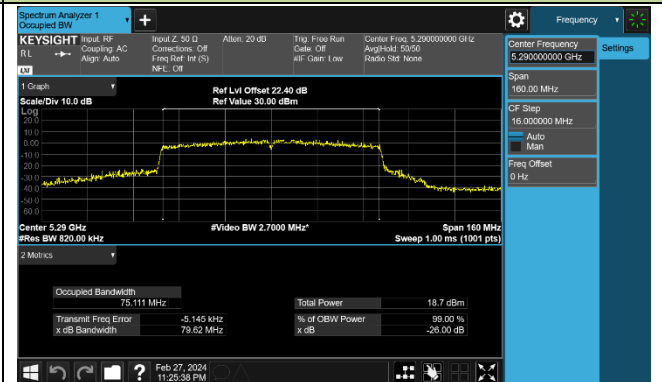 Spectrum Analyzer 1
Occupied BW
+
Frequency
KEYSIGHT
RL
LXI
Input: RF
Coupling: AC
Align: Auto
Input Z: 50 Ω
Corrections: Off
Freq Ref: Int (S)
NFE: Off
Atten: 20 dB
Trig: Free Run
Gate: Off
#IF Gain: Low
Center Freq: 5.290000000 GHz
Avg|Hold: 50/50
Radio Std: None
Center Frequency
5.290000000 GHz
Settings
Span
160.00 MHz
CF Step
16.000000 MHz
Auto
Man
Freq Offset
0 Hz
1 Graph
Scale/Div 10.0 dB
Ref Lvl Offset 22.40 dB
Ref Value 30.00 dBm
Log
20.0
10.0
0.00
-10.0
-20.0
-30.0
-40.0
-50.0
-60.0
Center 5.29 GHz
#Video BW 2.7000 MHz*
Span 160 MHz
#Res BW 820.00 kHz
Sweep 1.00 ms (1001 pts)
2 Metrics
Occupied Bandwidth
75.111 MHz
Total Power 18.7 dBm
Transmit Freq Error -5.145 kHz
% of OBW Power 99.00 %
x dB Bandwidth 79.62 MHz
x dB -26.00 dB
?
Feb 27, 2024
11:25:38 PM